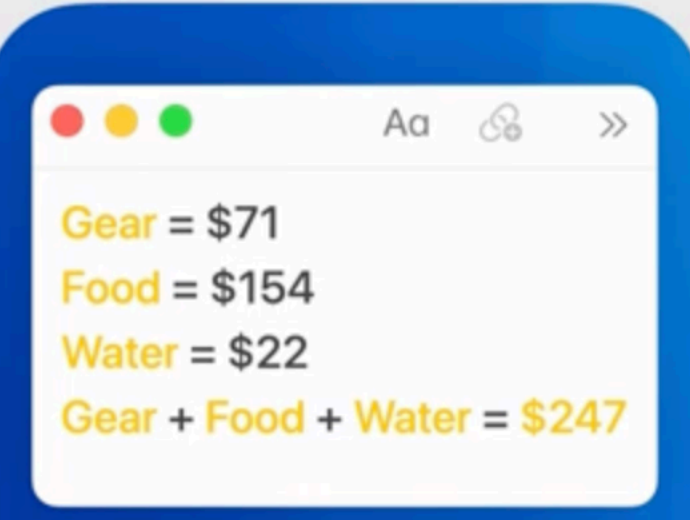 Aa
Gear = $71
Food = $154
Water = $22
Gear + Food + Water = $247